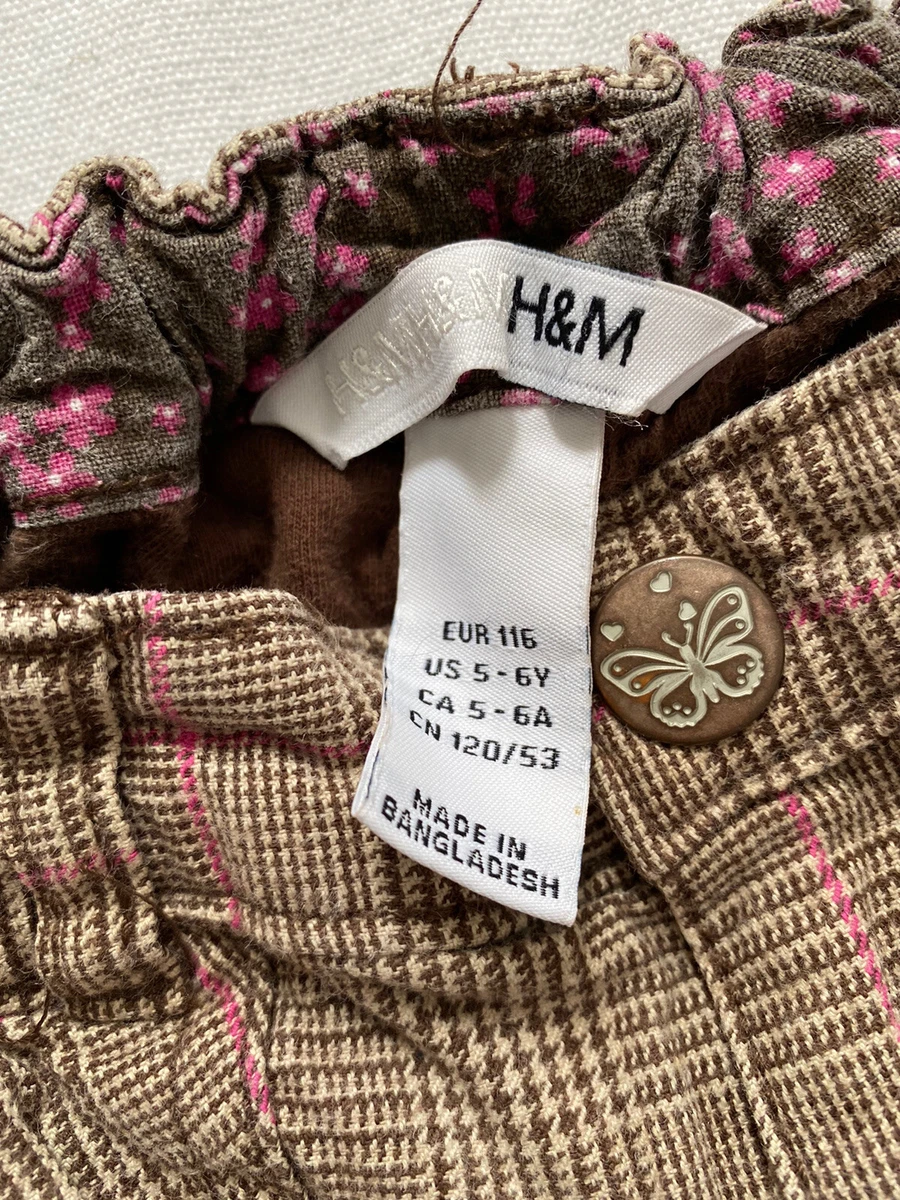 H&M
H&M H&M
EUR 116
US 5-6Y
CA 5-6A
CN 120/53
MADE IN
BANGLADESH